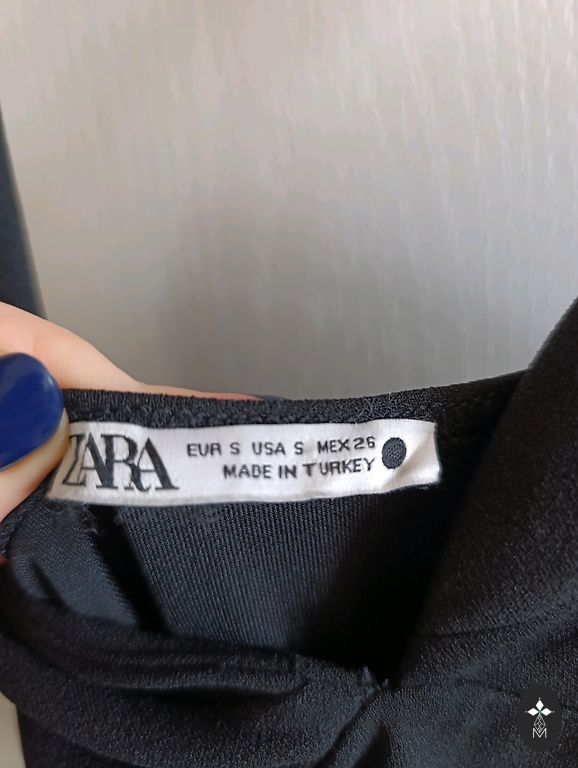 ZARA
EUR S USA S MEX 26
MADE IN TURKEY
M